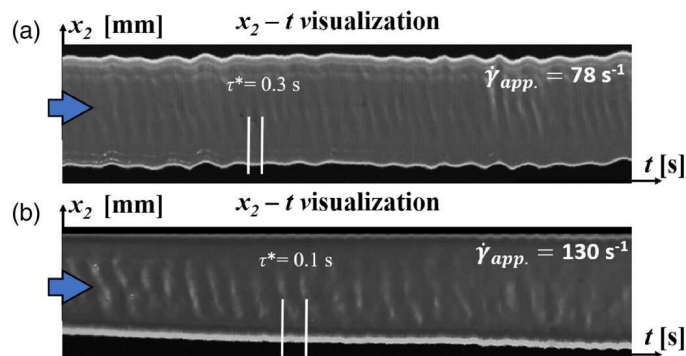 (a)
x₂ [mm]
x₂ – t visualization
γ̇app. = 78 s⁻¹
τ*= 0.3 s
t [s]
(b)
x₂ [mm]
x₂ – t visualization
γ̇app. = 130 s⁻¹
τ*= 0.1 s
t [s]